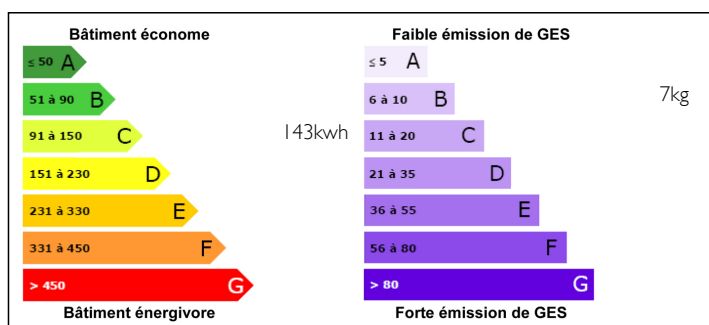 Bâtiment économe
≤ 50 A
51 à 90 B
91 à 150 C
143kwh
151 à 230 D
231 à 330 E
331 à 450 F
> 450 G
Bâtiment énergivore
Faible émission de GES
≤ 5 A
6 à 10 B
7kg
11 à 20 C
21 à 35 D
36 à 55 E
56 à 80 F
> 80 G
Forte émission de GES